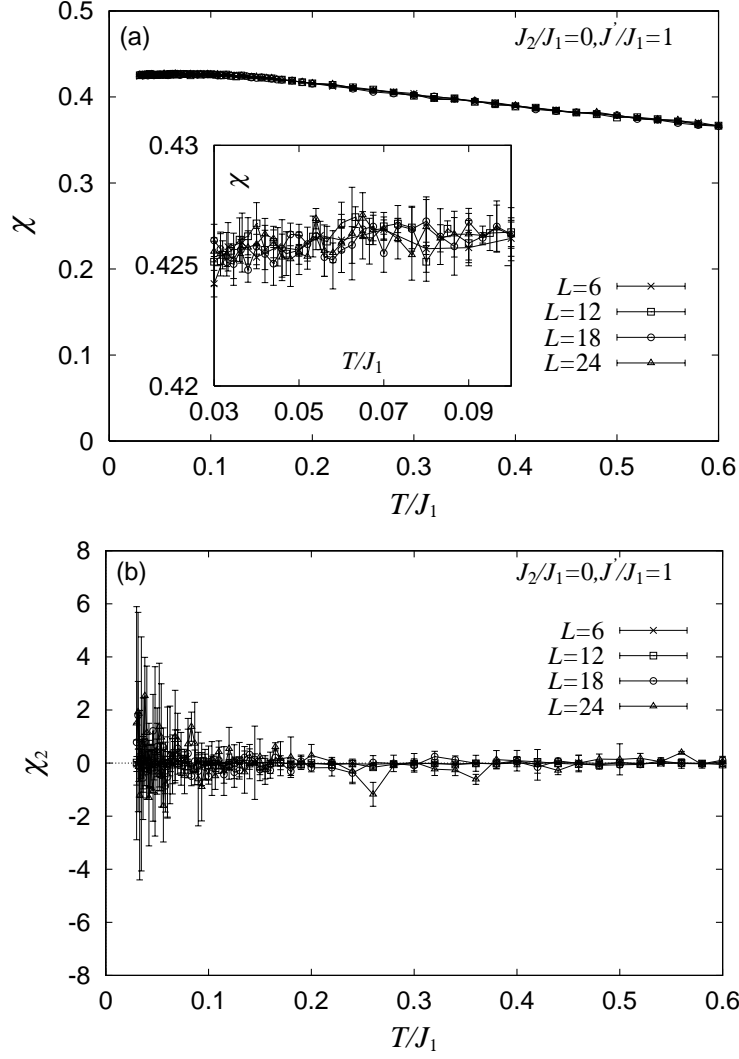 (a)
J2/J1=0,J'/J1=1
0.5
0.4
0.3
0.2
0.1
0
χ
0.43
0.425
0.42
χ
T/J1
0.03 0.05 0.07 0.09
L=6
L=12
L=18
L=24
0 0.1 0.2 0.3 0.4 0.5 0.6
T/J1
(b)
J2/J1=0,J'/J1=1
8
6
4
2
0
-2
-4
-6
-8
χ2
L=6
L=12
L=18
L=24
0 0.1 0.2 0.3 0.4 0.5 0.6
T/J1